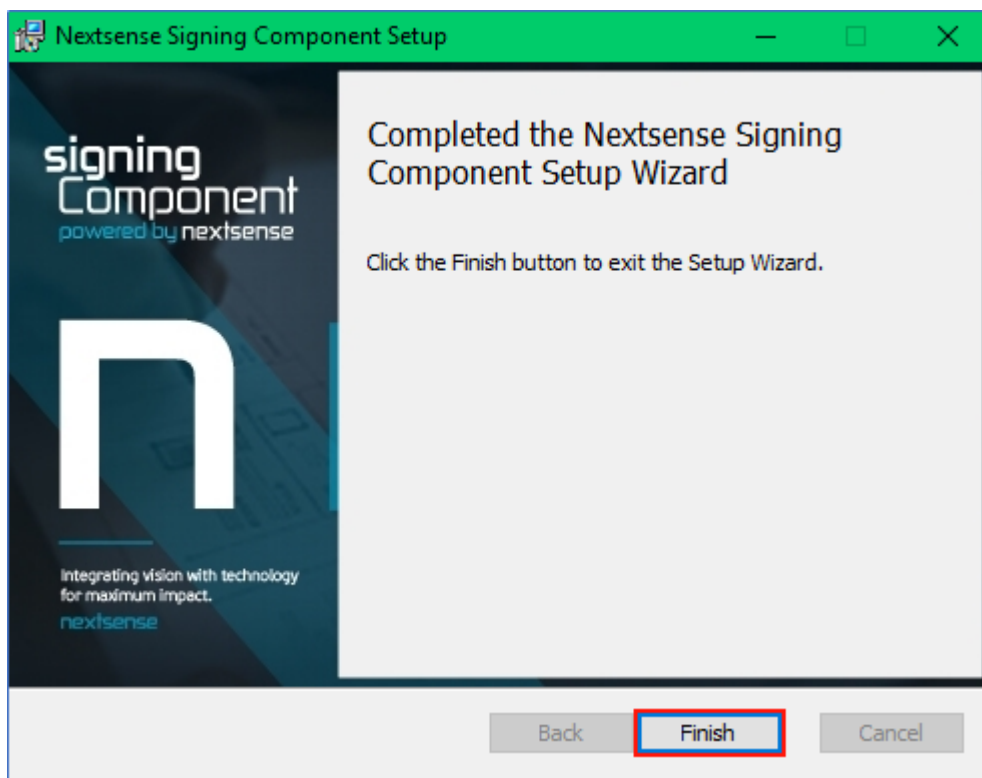 Nextsense Signing Component Setup
signing
Component
powered by nextsense
n
Integrating vision with technology
for maximum impact.
nextsense
Completed the Nextsense Signing
Component Setup Wizard
Click the Finish button to exit the Setup Wizard.
Back Finish Cancel